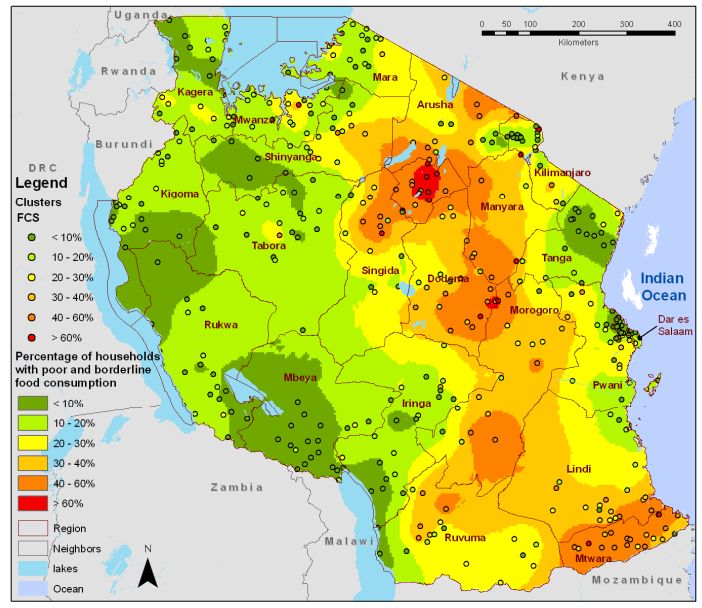 Uganda
Rwanda
Burundi
DRC
Kenya
0 50 100 200 300 400
Kilometers
Kagera
Mwanza
Mara
Arusha
Shinyanga
Kilimanjaro
Kigoma
Manyara
Tabora
Tanga
Singida
Dodoma
Indian
Ocean
Morogoro
Dar es
Salaam
Rukwa
Mbeya
Pwani
Iringa
Lindi
Zambia
Malawi
Ruvuma
Mtwara
Mozambique
N
Legend
Clusters
FCS
< 10%
10 - 20%
20 - 30%
30 - 40%
40 - 60%
> 60%
Percentage of households
with poor and borderline
food consumption
< 10%
10 - 20%
20 - 30%
30 - 40%
40 - 60%
> 60%
Region
Neighbors
lakes
Ocean